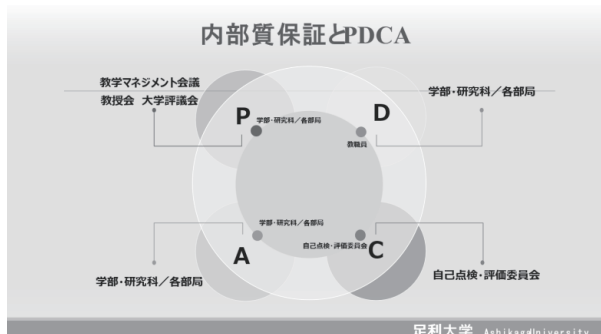 内部質保証とPDCA
教学マネジメント会議
教授会 大学評議会
学部・研究科／各部局
P
学部・研究科／各部局
D
教職員
学部・研究科／各部局
A
自己点検・評価委員会
C
学部・研究科／各部局
自己点検・評価委員会
足利大学 AshikagaUniversity